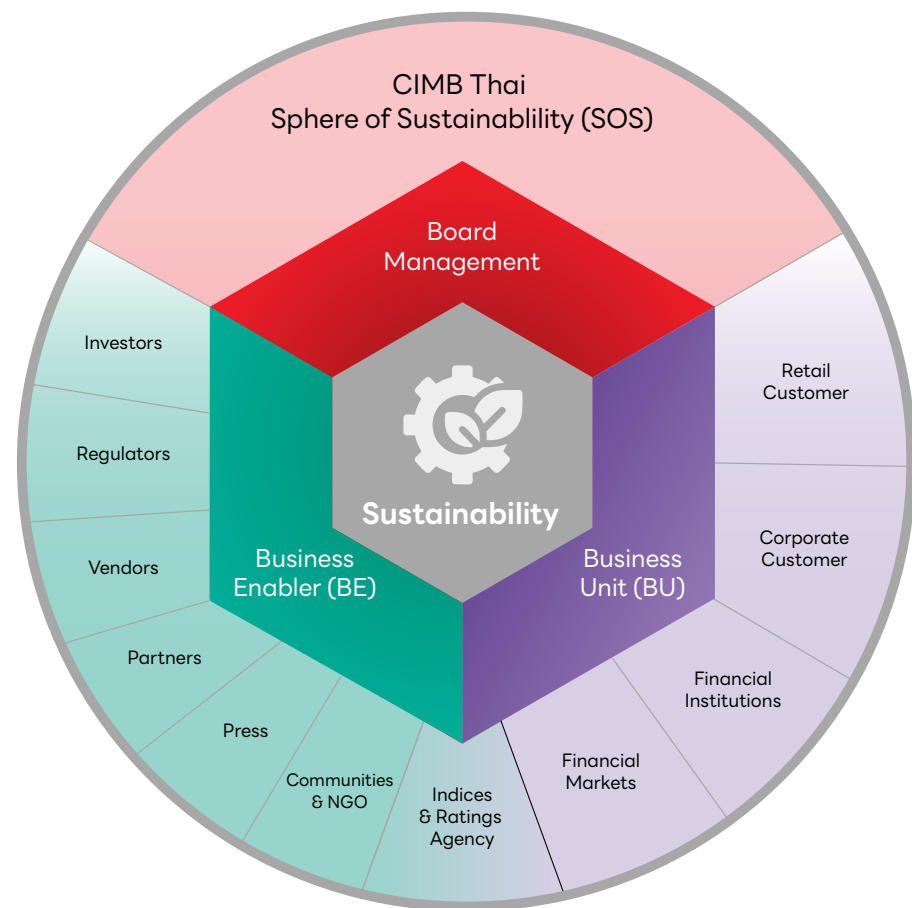 CIMB Thai
Sphere of Sustainablility (SOS)
Board
Management
Investors
Regulators
Vendors
Partners
Press
Communities
& NGO
Indices
& Ratings
Agency
Financial
Markets
Financial
Institutions
Corporate
Customer
Retail
Customer
Business
Enabler (BE)
Business
Unit (BU)
Sustainability